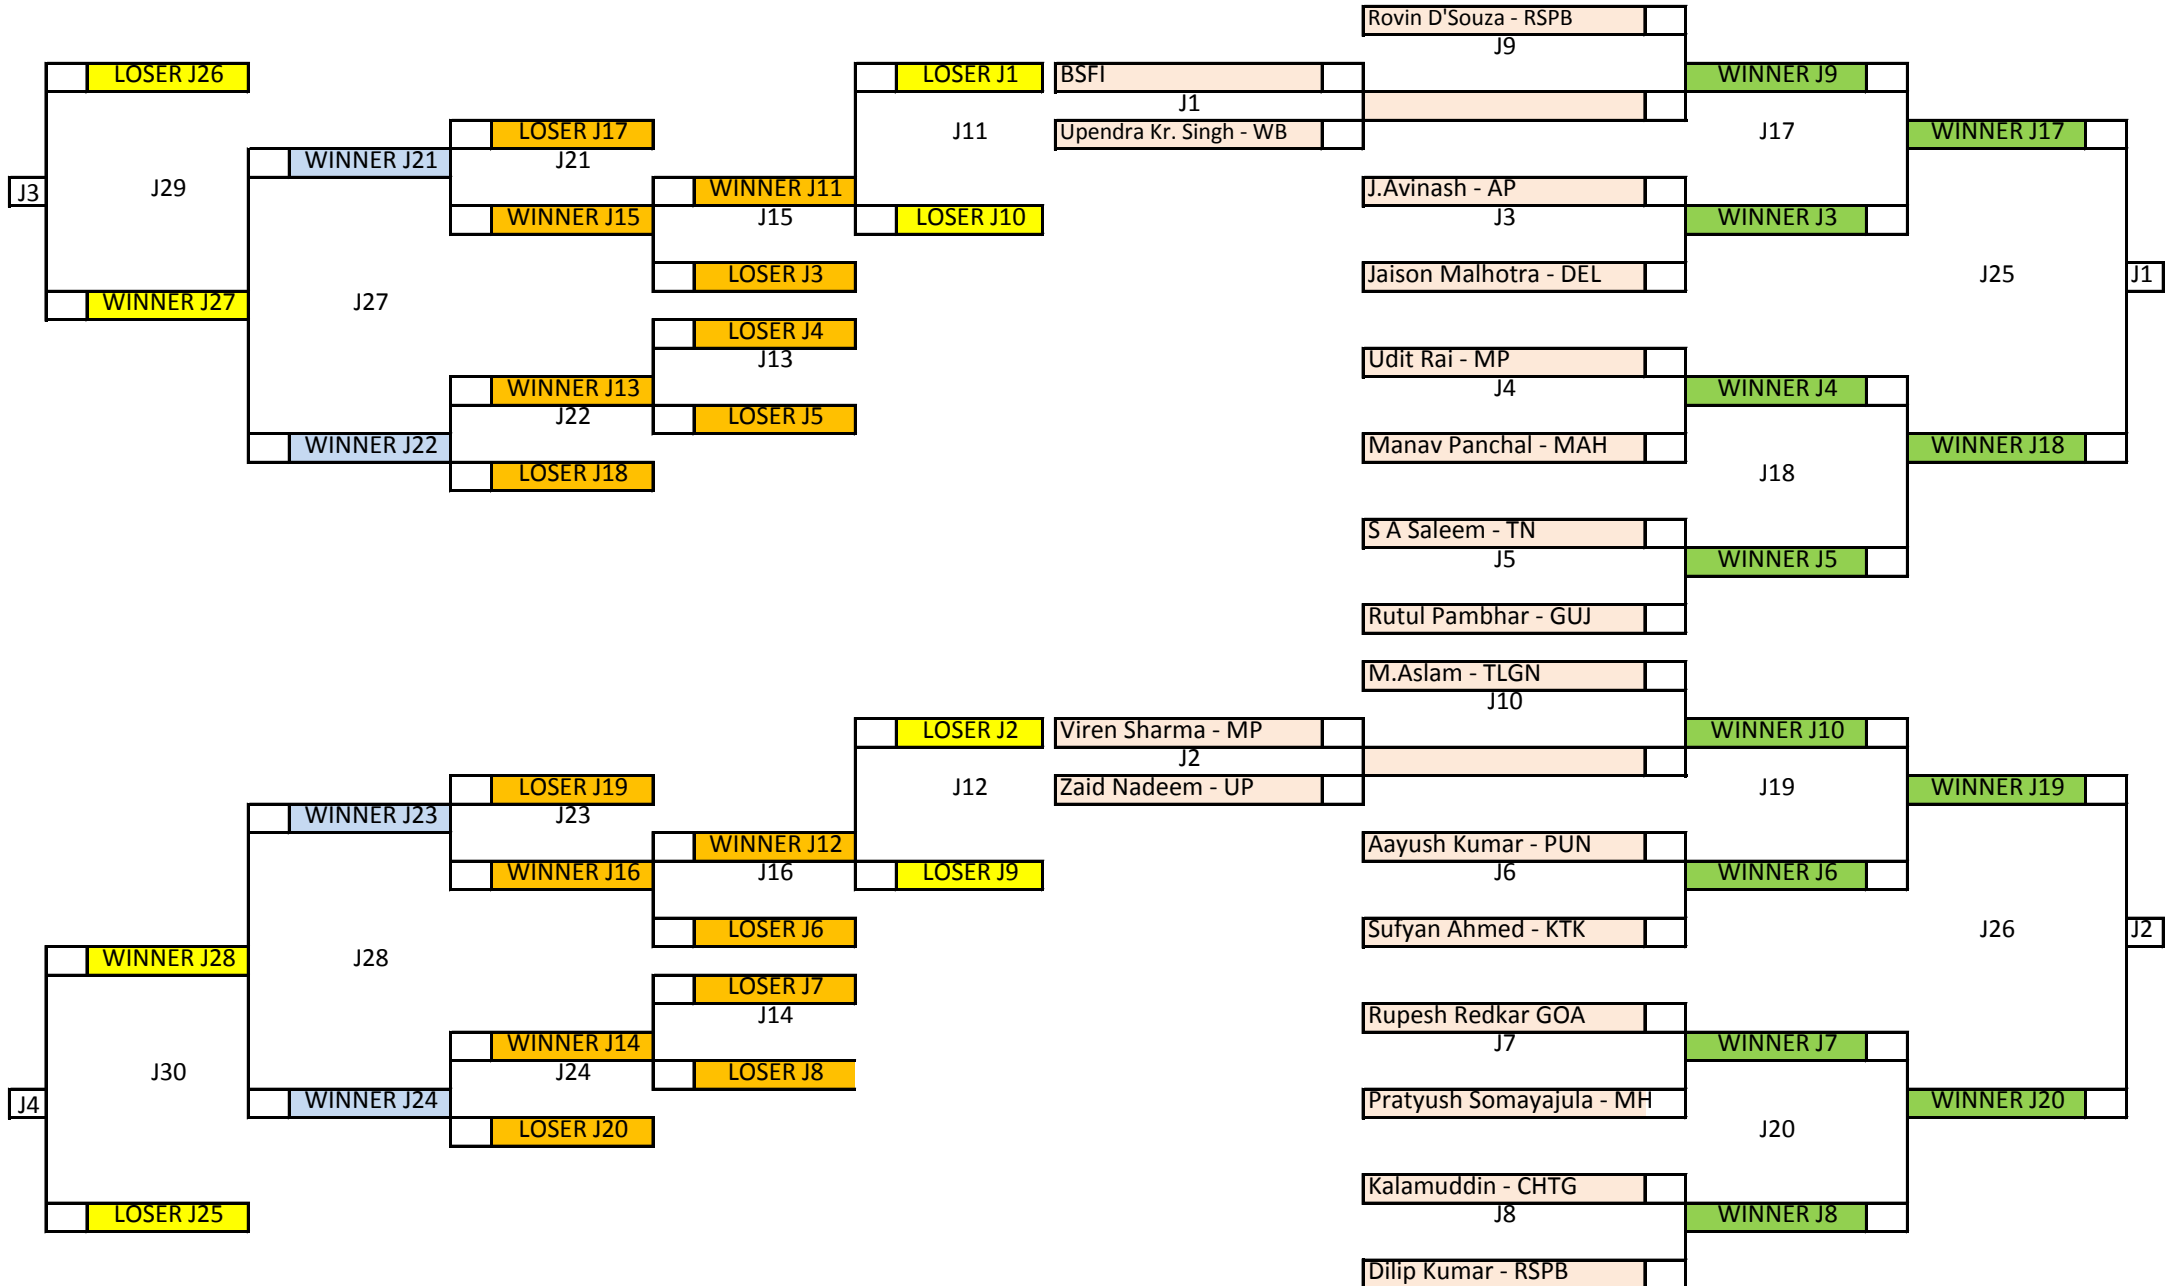 Rovin D'Souza - RSPB
J9
LOSER J26
LOSER J1
BSFI
WINNER J9
J1
LOSER J17
J11
Upendra Kr. Singh - WB
J17
WINNER J17
WINNER J21
J21
J3
J29
WINNER J11
J.Avinash - AP
WINNER J15
J15
LOSER J10
J3
WINNER J3
LOSER J3
Jaison Malhotra - DEL
J25
J1
WINNER J27
J27
LOSER J4
J13
Udit Rai - MP
WINNER J13
J4
WINNER J4
J22
LOSER J5
WINNER J22
Manav Panchal - MAH
WINNER J18
LOSER J18
J18
S A Saleem - TN
J5
WINNER J5
Rutul Pambhar - GUJ
M.Aslam - TLGN
J10
LOSER J2
Viren Sharma - MP
WINNER J10
J2
LOSER J19
J12
Zaid Nadeem - UP
J19
WINNER J19
WINNER J23
J23
WINNER J12
Aayush Kumar - PUN
WINNER J16
J16
LOSER J9
J6
WINNER J6
LOSER J6
Sufyan Ahmed - KTK
J26
J2
WINNER J28
J28
LOSER J7
J14
Rupesh Redkar GOA
WINNER J14
J7
WINNER J7
J30
J24
LOSER J8
J4
WINNER J24
Pratyush Somayajula - MH
WINNER J20
LOSER J20
J20
Kalamuddin - CHTG
LOSER J25
J8
WINNER J8
Dilip Kumar - RSPB